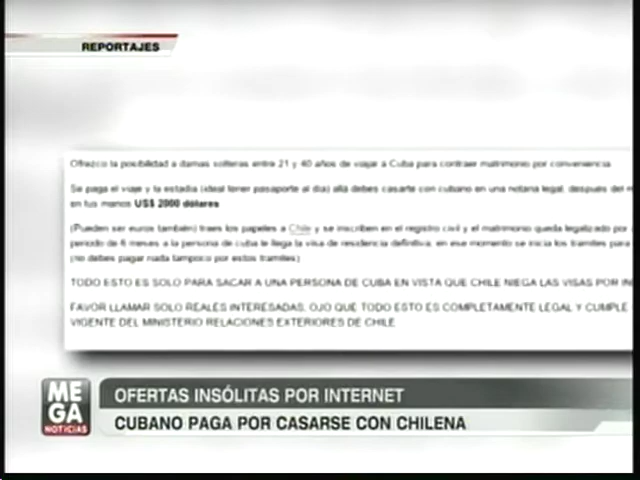 REPORTAJES
Ofrezco la posibilidad a damas solteras entre 21 y 40 años de viajar a Cuba para contraer matrimonio por conveniencia.
Se paga el viaje y la estadia (ideal tener pasaporte al dia) allá debes casarte con cubano en una notaria legal, después del
en tus manos US$ 2000 dólares
(Pueden ser euros también) traes los papeles a Chile y se inscriben en el registro civil y el matrimonio queda legalizado por
periodo de 6 meses a la persona de cuba le llega la visa de residencia definitiva, en ese momento se inicia los tramites para
(no debes pagar nada tampoco por estos tramites)
TODO ESTO ES SOLO PARA SACAR A UNA PERSONA DE CUBA EN VISTA QUE CHILE NIEGA LAS VISAS POR
FAVOR LLAMAR SOLO REALES INTERESADAS, OJO QUE TODO ESTO ES COMPLETAMENTE LEGAL Y CUMPLE
VIGENTE DEL MINISTERIO RELACIONES EXTERIORES DE CHILE
MEGA
NOTICIAS
OFERTAS INSÓLITAS POR INTERNET
CUBANO PAGA POR CASARSE CON CHILENA